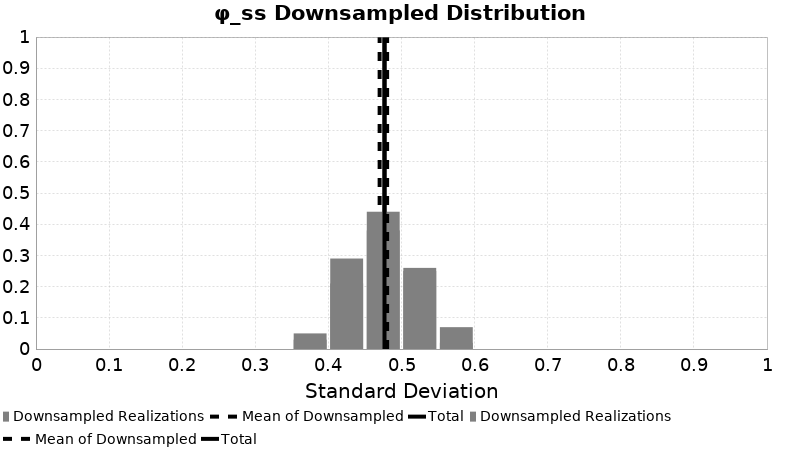 φ_ss Downsampled Distribution
1
0.9
0.8
0.7
0.6
0.5
0.4
0.3
0.2
0.1
0
0 0.1 0.2 0.3 0.4 0.5 0.6 0.7 0.8 0.9 1
Standard Deviation
Downsampled Realizations Mean of Downsampled Total Downsampled Realizations
Mean of Downsampled Total